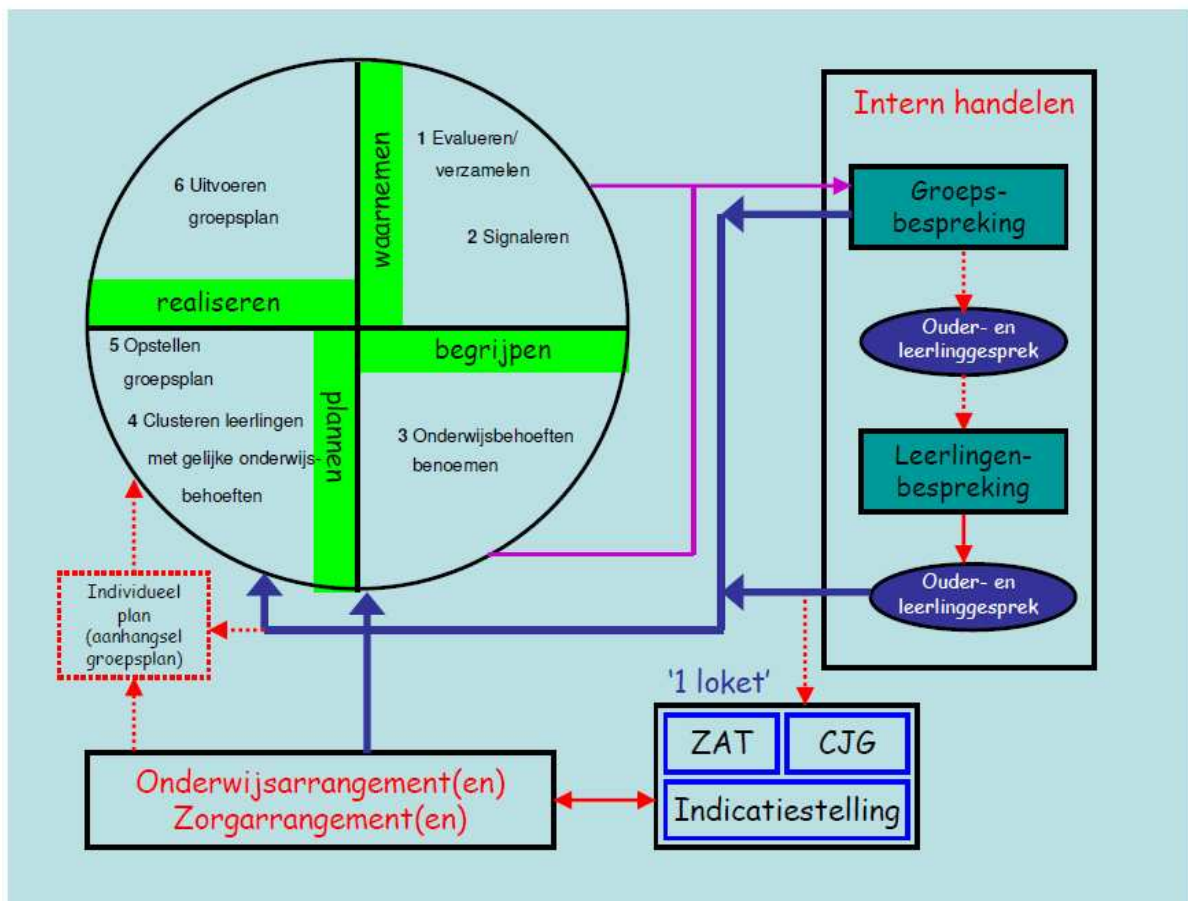 waarnemen
1 Evalueren/
verzamelen
2 Signaleren
begrijpen
3 Onderwijsbehoeften
benoemen
plannen
4 Clusteren leerlingen
met gelijke onderwijs-
behoeften
5 Opstellen
groepsplan
realiseren
6 Uitvoeren
groepsplan
Intern handelen
Groeps-
bespreking
Ouder- en
leerlinggesprek
Leerlingen-
bespreking
Ouder- en
leerlinggesprek
Individueel
plan
(aanhangsel
groepsplan)
'1 loket'
ZAT
CJG
Indicatiestelling
Onderwijsarrangement(en)
Zorgarrangement(en)